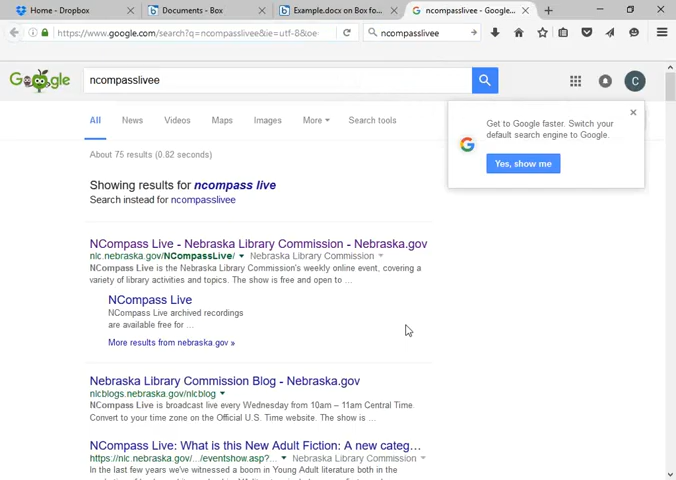 Home - Dropbox
Documents - Box
Example.docx on Box fo...
ncompasslivee - Google...
https://www.google.com/search?q=ncompasslivee&ie=utf-8&oe=
ncompasslivee
Google
ncompasslivee
C
All News Videos Maps Images More Search tools
Get to Google faster. Switch your
default search engine to Google.
Yes, show me
About 75 results (0.82 seconds)
Showing results for ncompass live
Search instead for ncompasslivee
NCompass Live - Nebraska Library Commission - Nebraska.gov
nlc.nebraska.gov/NCompassLive/ Nebraska Library Commission
NCompass Live is the Nebraska Library Commission's weekly online event, covering a
variety of library activities and topics. The show is free and open to ...
NCompass Live
NCompass Live archived recordings
are available free for ...
More results from nebraska.gov »
Nebraska Library Commission Blog - Nebraska.gov
nlcblogs.nebraska.gov/nlcblog
NCompass Live is broadcast live every Wednesday from 10am – 11am Central Time.
Convert to your time zone on the Official U.S. Time website. The show is ...
NCompass Live: What is this New Adult Fiction: A new categ...
https://nlc.nebraska.gov/.../eventshow.asp?... Nebraska Library Commission
In the last few years we've witnessed a boom in Young Adult literature both in the